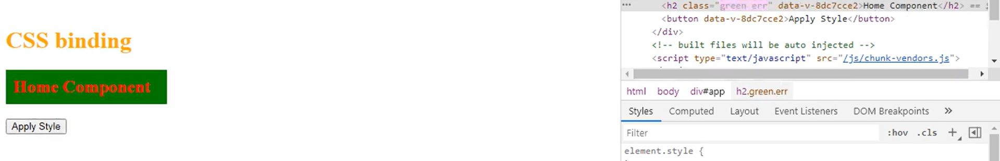 CSS binding
Home Component
Apply Style
<h2 class="green err" data-v-8dc7cce2>Home Component</h2> ==
<button data-v-8dc7cce2>Apply Style</button>
</div>
<!-- built files will be auto injected -->
<script type="text/javascript" src="/js/chunk-vendors.js">
html body div#app h2.green.err
Styles Computed Layout Event Listeners DOM Breakpoints »
Filter :hov .cls +
element.style {